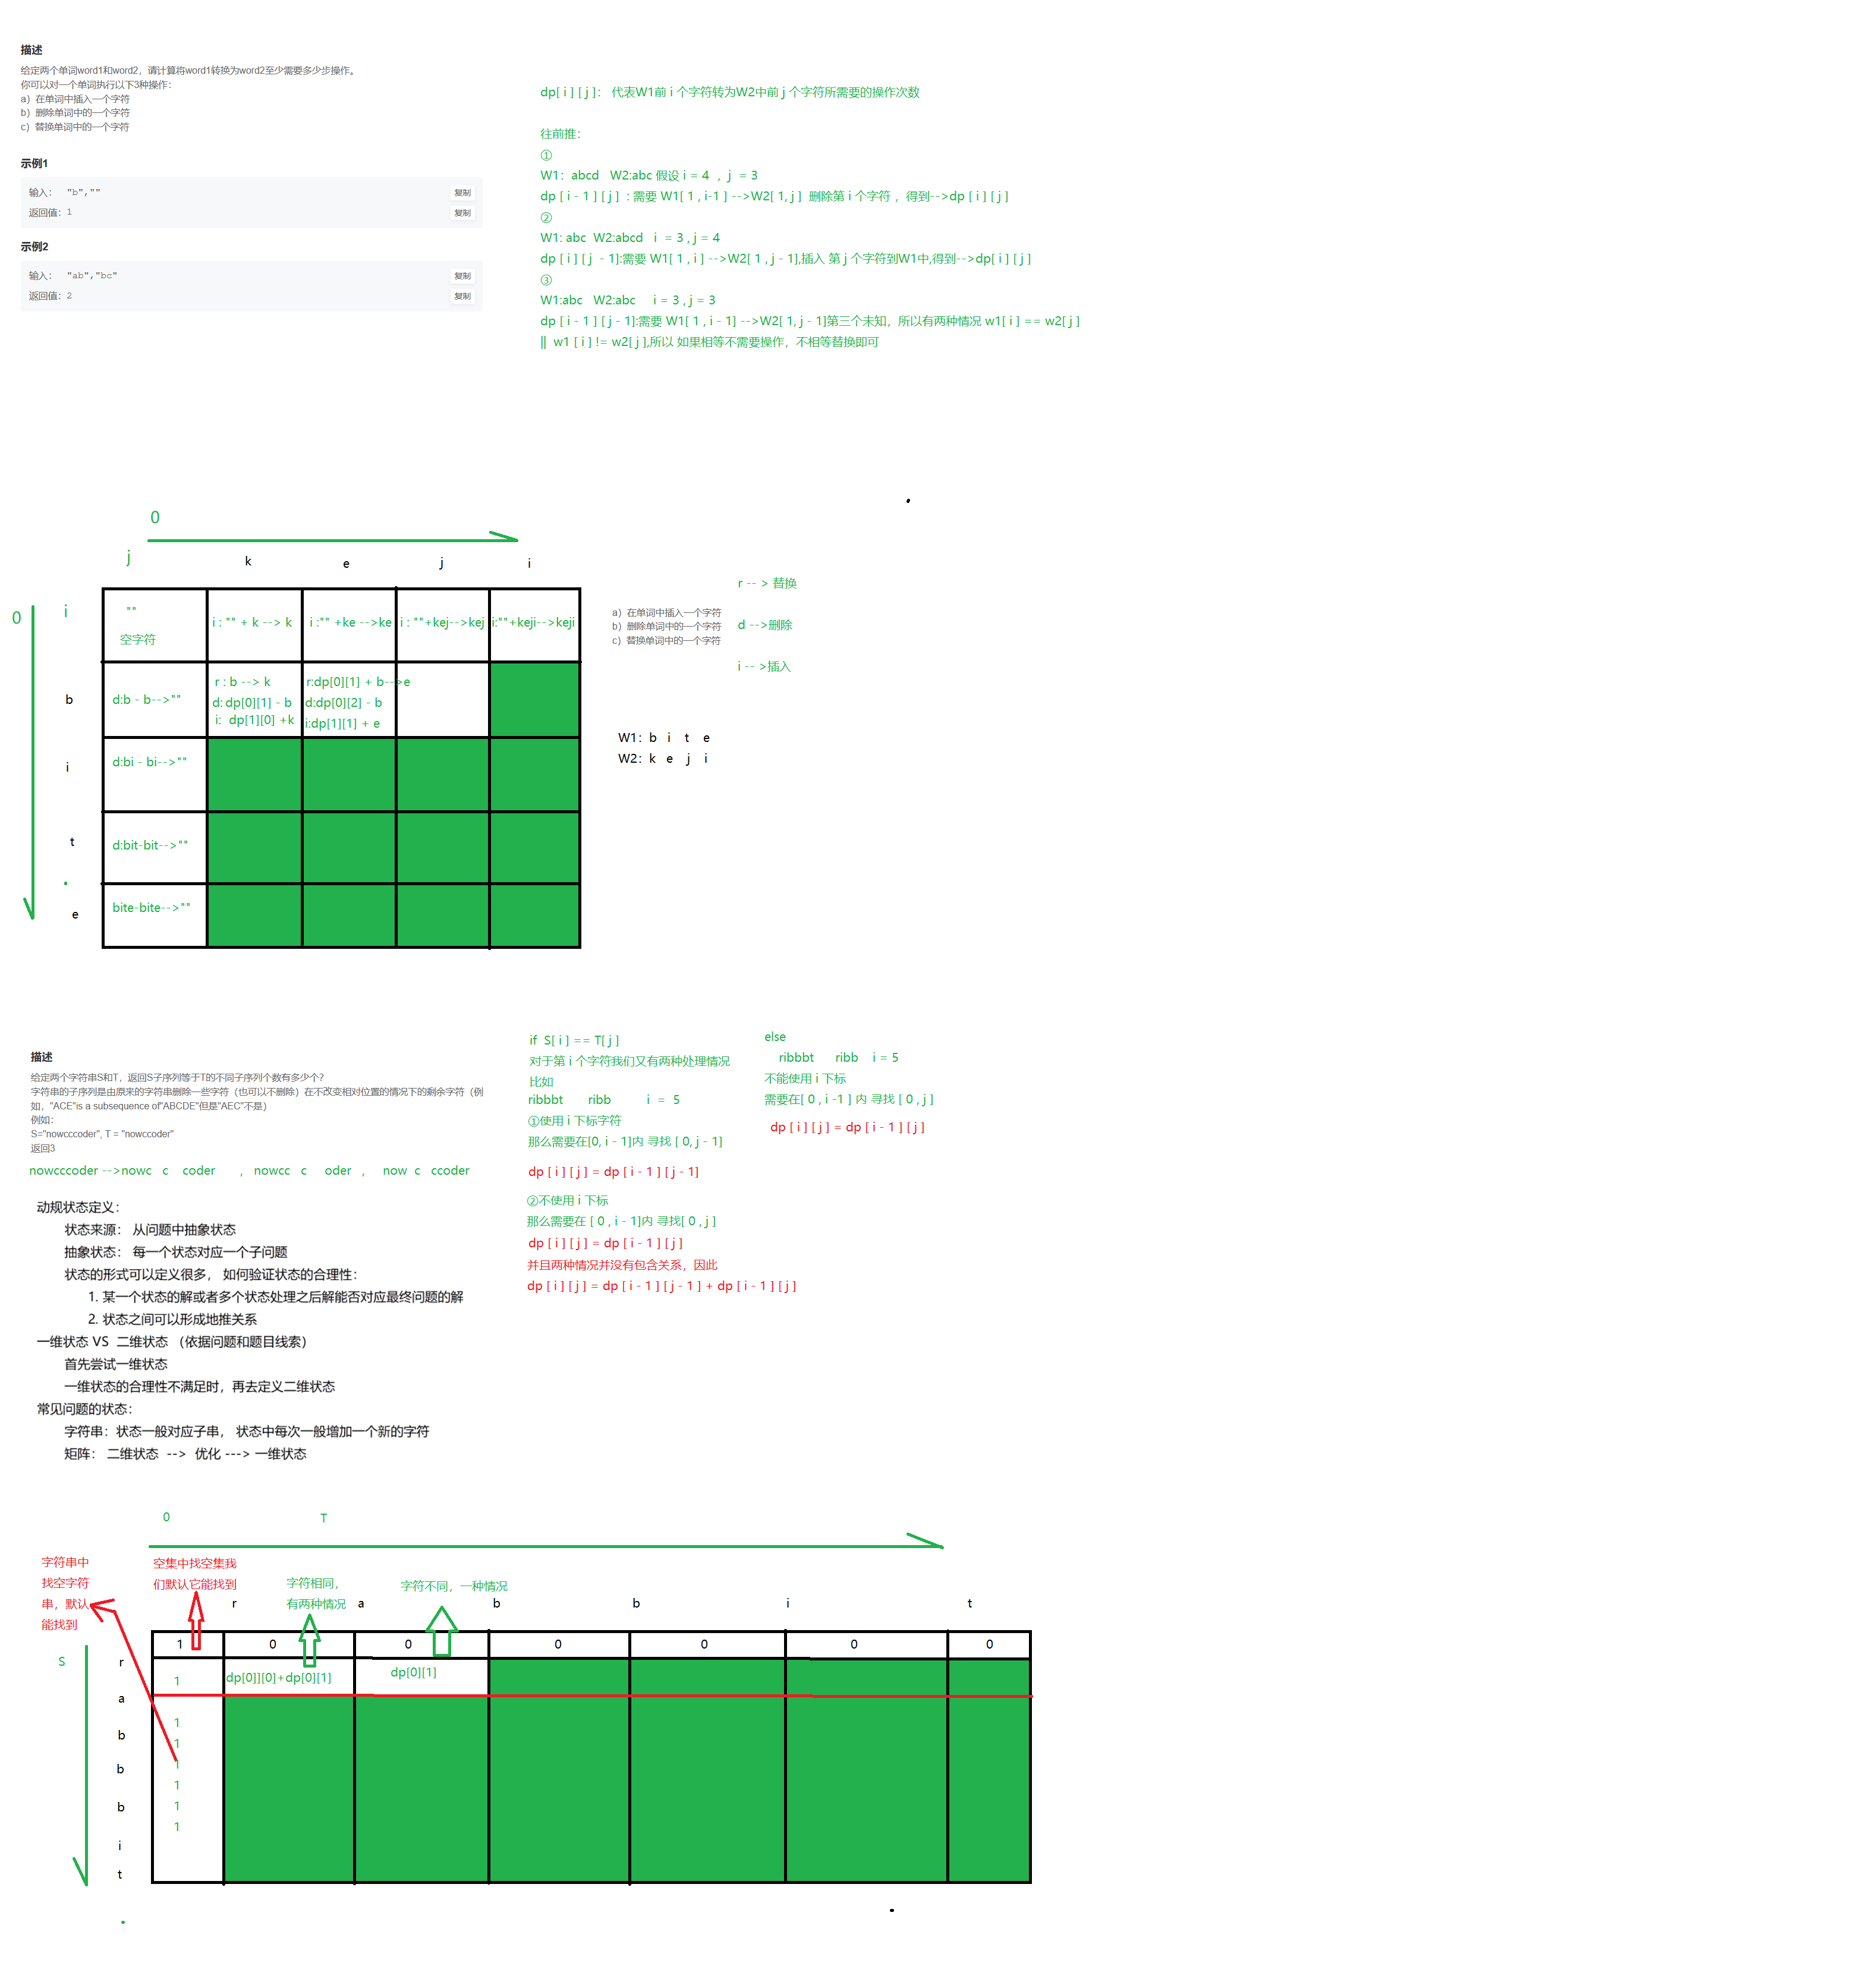 描述
给定两个单词word1和word2，请计算将word1转换为word2至少需要多少步操作。
你可以对一个单词执行以下3种操作：
a）在单词中插入一个字符
b）删除单词中的一个字符
c）替换单词中的一个字符
示例1
输入： "b","" 复制
返回值：1 复制
示例2
输入： "ab","bc" 复制
返回值：2 复制
dp[ i ] [ j ]： 代表W1前 i 个字符转为W2中前 j 个字符所需要的操作次数
往前推：
①
W1：abcd W2:abc 假设 i = 4 , j = 3
dp [ i - 1 ] [ j ] : 需要 W1[ 1 , i-1 ] -->W2[ 1, j ] 删除第 i 个字符 ，得到-->dp [ i ] [ j ]
②
W1: abc W2:abcd i = 3 , j = 4
dp [ i ] [ j - 1]:需要 W1[ 1 , i ] -->W2[ 1 , j - 1],插入 第 j 个字符到W1中,得到-->dp[ i ] [ j ]
③
W1:abc W2:abc i = 3 , j = 3
dp [ i - 1 ] [ j - 1]:需要 W1[ 1 , i - 1] -->W2[ 1, j - 1]第三个未知，所以有两种情况 w1[ i ] == w2[ j ]
|| w1 [ i ] != w2[ j ],所以 如果相等不需要操作，不相等替换即可
0
j
k e j i
0
i
""
空字符
i : "" + k --> k
i :"" +ke -->ke
i : ""+kej-->kej
i:""+keji-->keji
b
d:b - b-->""
r : b --> k
d: dp[0][1] - b
i: dp[1][0] +k
r:dp[0][1] + b-->e
d:dp[0][2] - b
i:dp[1][1] + e
i
d:bi - bi-->""
t
d:bit-bit-->""
e
bite-bite-->""
a）在单词中插入一个字符
b）删除单词中的一个字符
c）替换单词中的一个字符
r -- > 替换
d -->删除
i -- >插入
W1：b i t e
W2：k e j i
描述
给定两个字符串S和T，返回S子序列等于T的不同子序列个数有多少个？
字符串的子序列是由原来的字符串删除一些字符（也可以不删除）在不改变相对位置的情况下的剩余字符（例
如，"ACE"is a subsequence of"ABCDE"但是"AEC"不是）
例如：
S="nowcccoder", T = "nowccoder"
返回3
nowcccoder -->nowc c coder ， nowcc c oder ， now c ccoder
动规状态定义：
状态来源： 从问题中抽象状态
抽象状态： 每一个状态对应一个子问题
状态的形式可以定义很多， 如何验证状态的合理性：
1. 某一个状态的解或者多个状态处理之后解能否对应最终问题的解
2. 状态之间可以形成地推关系
一维状态 VS 二维状态 （依据问题和题目线索）
首先尝试一维状态
一维状态的合理性不满足时，再去定义二维状态
常见问题的状态：
字符串：状态一般对应子串， 状态中每次一般增加一个新的字符
矩阵： 二维状态 --> 优化 ---> 一维状态
if S[ i ] == T[ j ]
对于第 i 个字符我们又有两种处理情况
比如
ribbbt ribb i = 5
①使用 i 下标字符
那么需要在[0, i - 1]内 寻找 [ 0, j - 1]
dp [ i ] [ j ] = dp [ i - 1 ] [ j - 1]
②不使用 i 下标
那么需要在 [ 0 , i - 1]内 寻找[ 0 , j ]
dp [ i ] [ j ] = dp [ i - 1 ] [ j ]
并且两种情况并没有包含关系，因此
dp [ i ] [ j ] = dp [ i - 1 ] [ j - 1 ] + dp [ i - 1 ] [ j ]
else
ribbbt ribb i = 5
不能使用 i 下标
需要在[ 0 , i -1 ] 内 寻找 [ 0 , j ]
dp [ i ] [ j ] = dp [ i - 1 ] [ j ]
0 T
字符串中
找空字符
串，默认
能找到
空集中找空集我
们默认它能找到
字符相同，
有两种情况
字符不同，一种情况
r a b b i t
1 0 0 0 0 0 0
S
r
1
dp[0]][0]+dp[0][1]
dp[0][1]
a
1
b
1
b
1
1
b
1
i
1
t